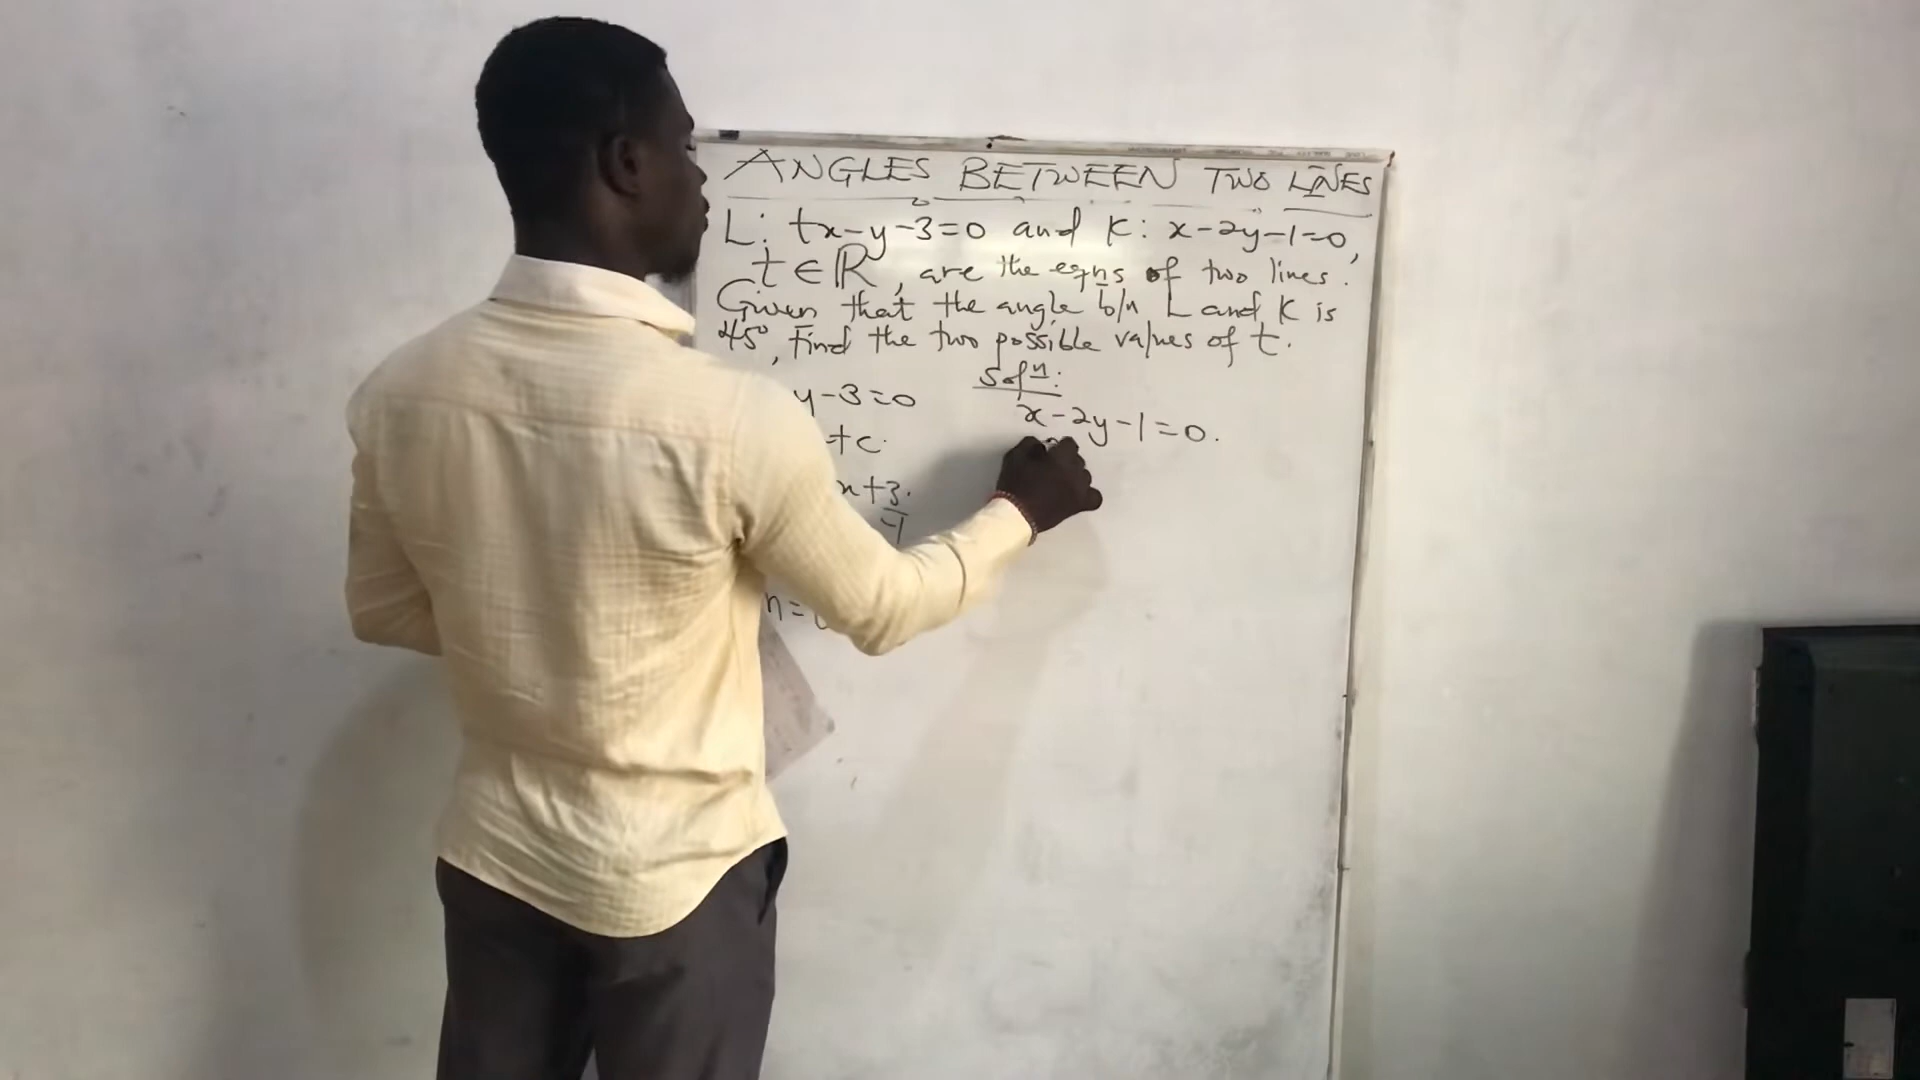 ANGLES BETWEEN TWO LINES
L: tx-y-3=0 and K: x-2y-1=0,
t∈ℝ, are the eqns of two lines.
Given that the angle b/n L and K is
45°, Find the two possible values of t.
Solⁿ:
y-3=0
x-2y-1=0.
+c
x+3.
-1
m=